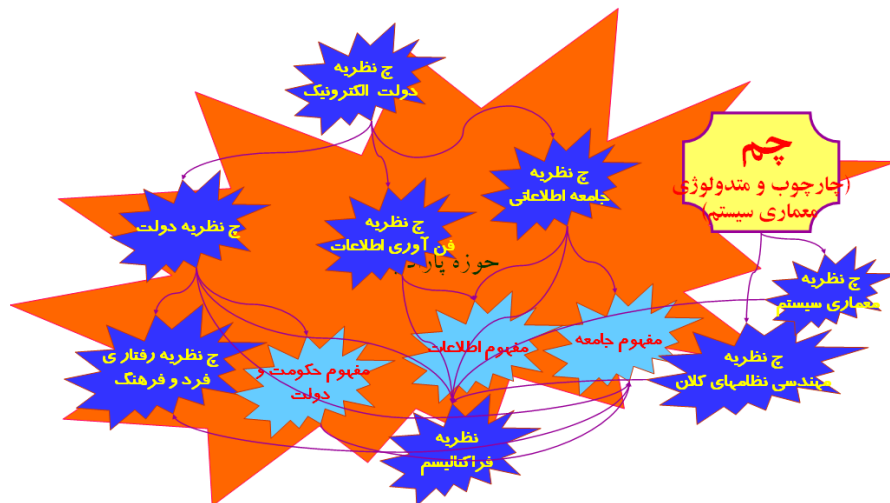 چ نظریه
دولت الکترونیک
چ نظریه
جامعه اطلاعاتی
چم
(چارچوب و متدولوژی
معماری سیستم)
چ نظریه دولت
چ نظریه
فن آوری اطلاعات
حوزه
چ نظریه
معماری سیستم
چ نظریه رفتاری
فرد و فرهنگ
مفهوم حکومت و
دولت
مفهوم اطلاعات
مفهوم جامعه
چ نظریه
مهندسی نظامهای کلان
نظریه
فراکتالیسم